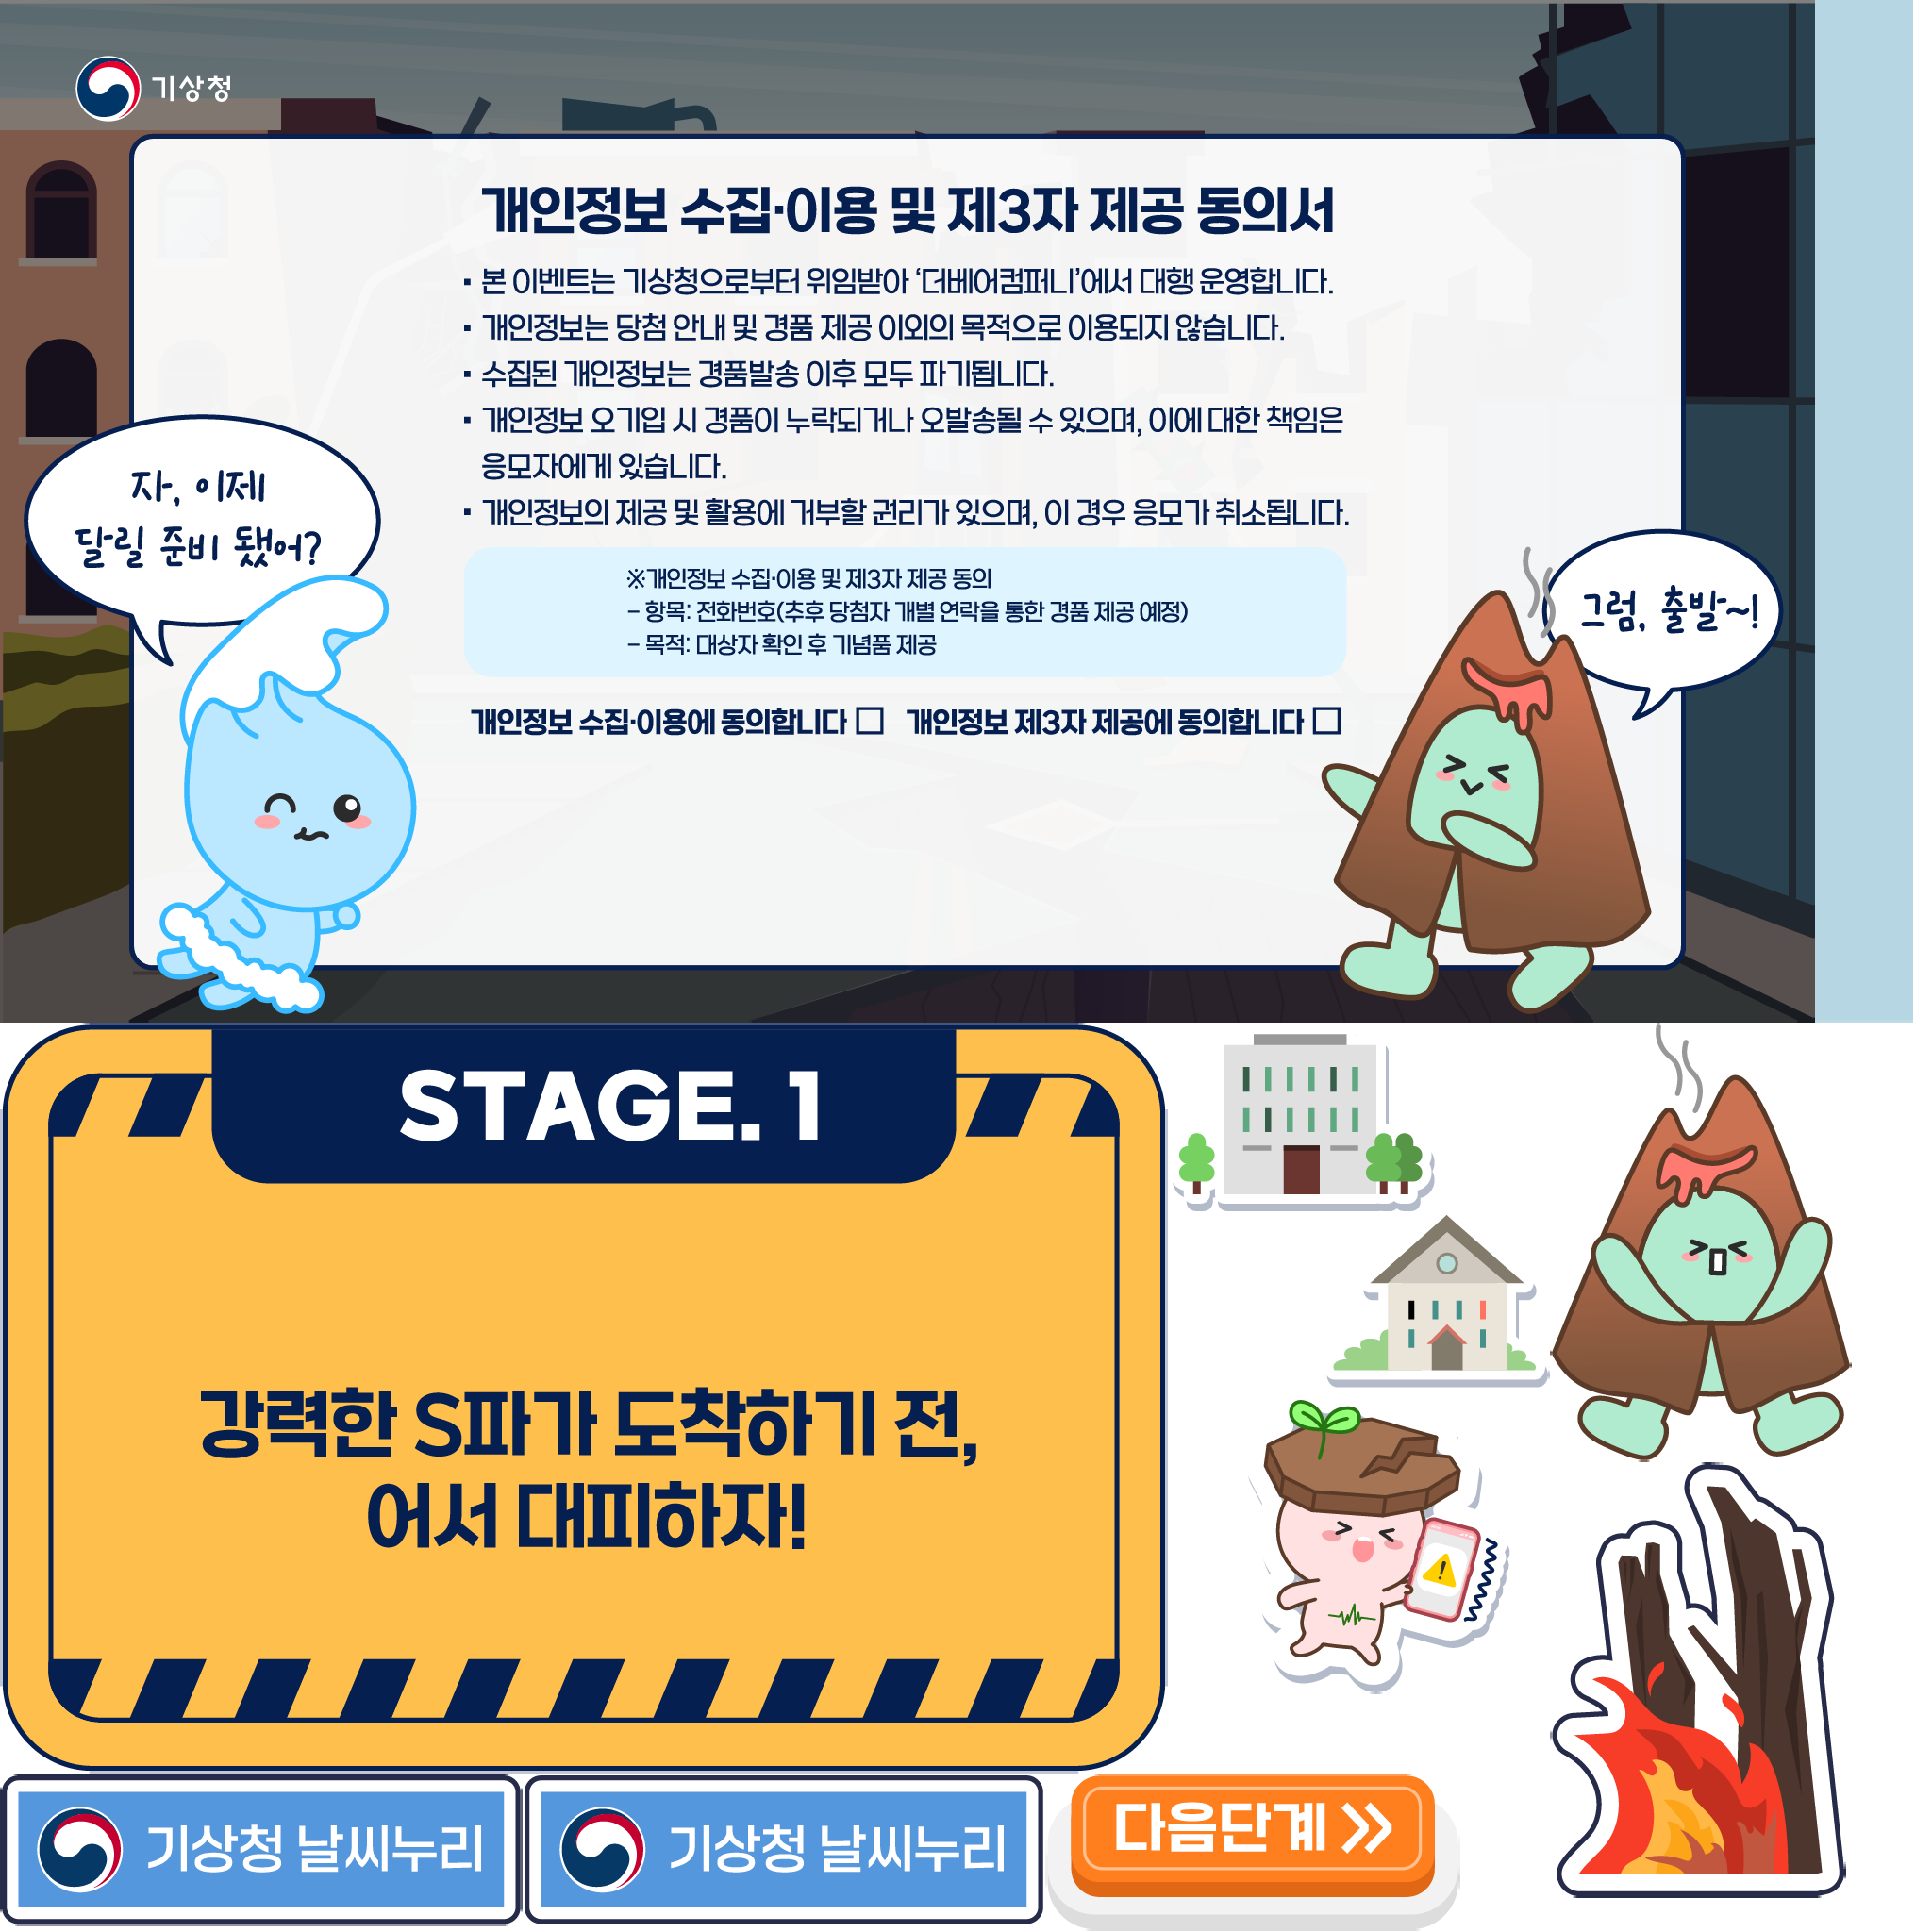 기상청
개인정보 수집·이용 및 제3자 제공 동의서
· 본 이벤트는 기상청으로부터 위임받아 ‘더베어컴퍼니’에서 대행 운영합니다.
· 개인정보는 당첨 안내 및 경품 제공 이외의 목적으로 이용되지 않습니다.
· 수집된 개인정보는 경품발송 이후 모두 파기됩니다.
· 개인정보 오기입 시 경품이 누락되거나 오발송될 수 있으며, 이에 대한 책임은
응모자에게 있습니다.
· 개인정보의 제공 및 활용에 거부할 권리가 있으며, 이 경우 응모가 취소됩니다.
자, 이제
달릴 준비 됐어?
그럼, 출발~!
※개인정보 수집·이용 및 제3자 제공 동의
- 항목: 전화번호(추후 당첨자 개별 연락을 통한 경품 제공 예정)
- 목적: 대상자 확인 후 기념품 제공
개인정보 수집·이용에 동의합니다 □ 개인정보 제3자 제공에 동의합니다 □
STAGE. 1
강력한 S파가 도착하기 전,
어서 대피하자!
기상청 날씨누리
기상청 날씨누리
다음단계 »